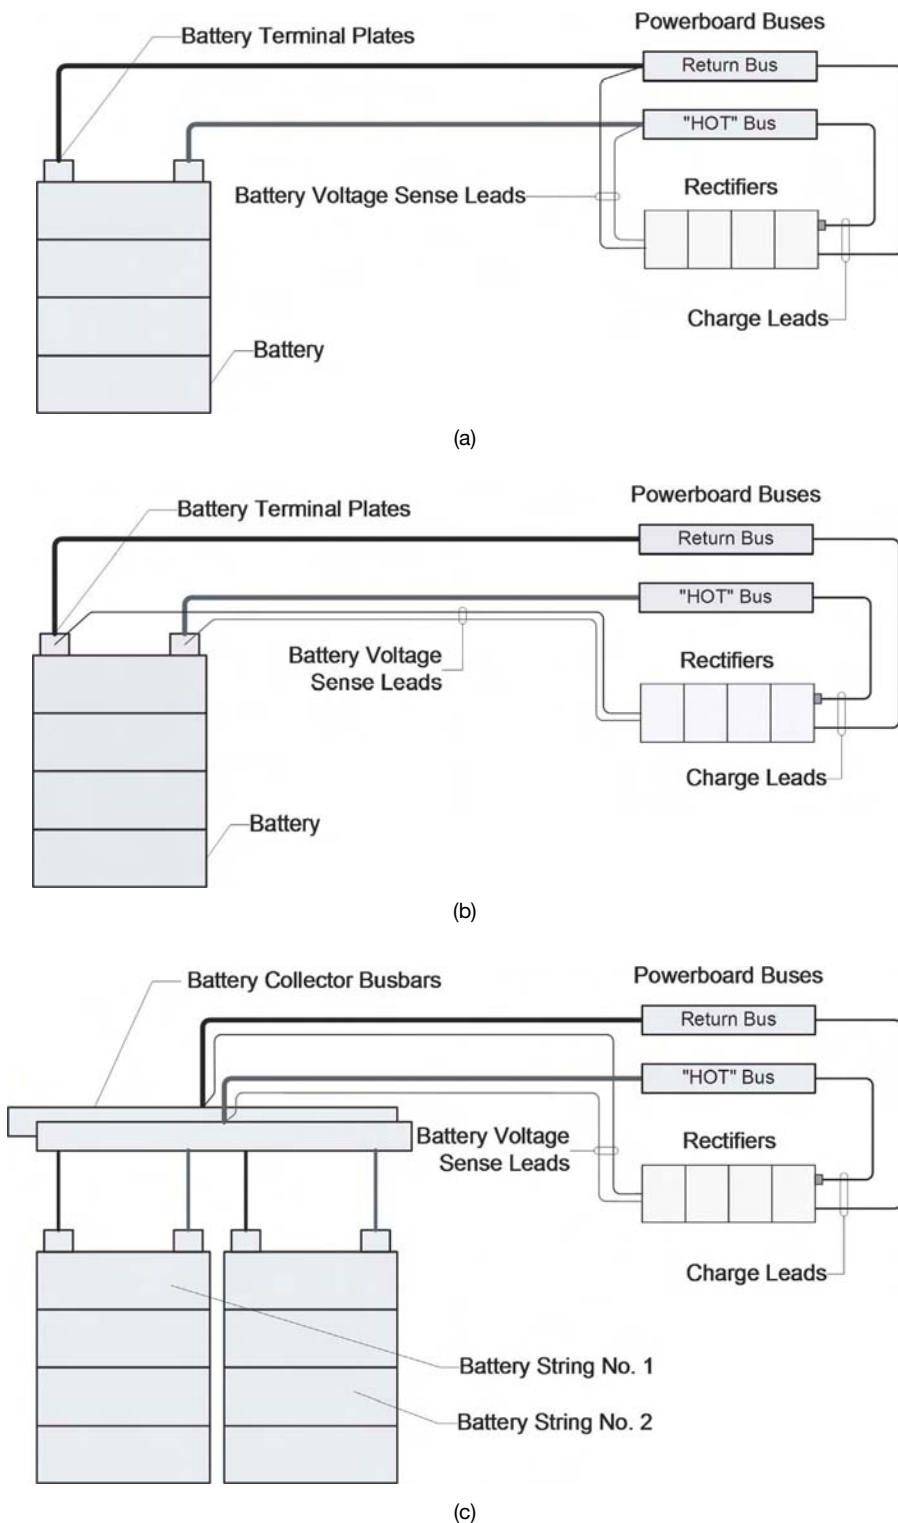 Powerboard Buses
Battery Terminal Plates
Return Bus
"HOT" Bus
Battery Voltage Sense Leads
Rectifiers
Charge Leads
Battery
(a)
Powerboard Buses
Battery Terminal Plates
Return Bus
"HOT" Bus
Battery Voltage
Sense Leads
Rectifiers
Charge Leads
Battery
(b)
Powerboard Buses
Battery Collector Busbars
Return Bus
"HOT" Bus
Battery Voltage
Sense Leads
Rectifiers
Charge Leads
Battery String No. 1
Battery String No. 2
(c)